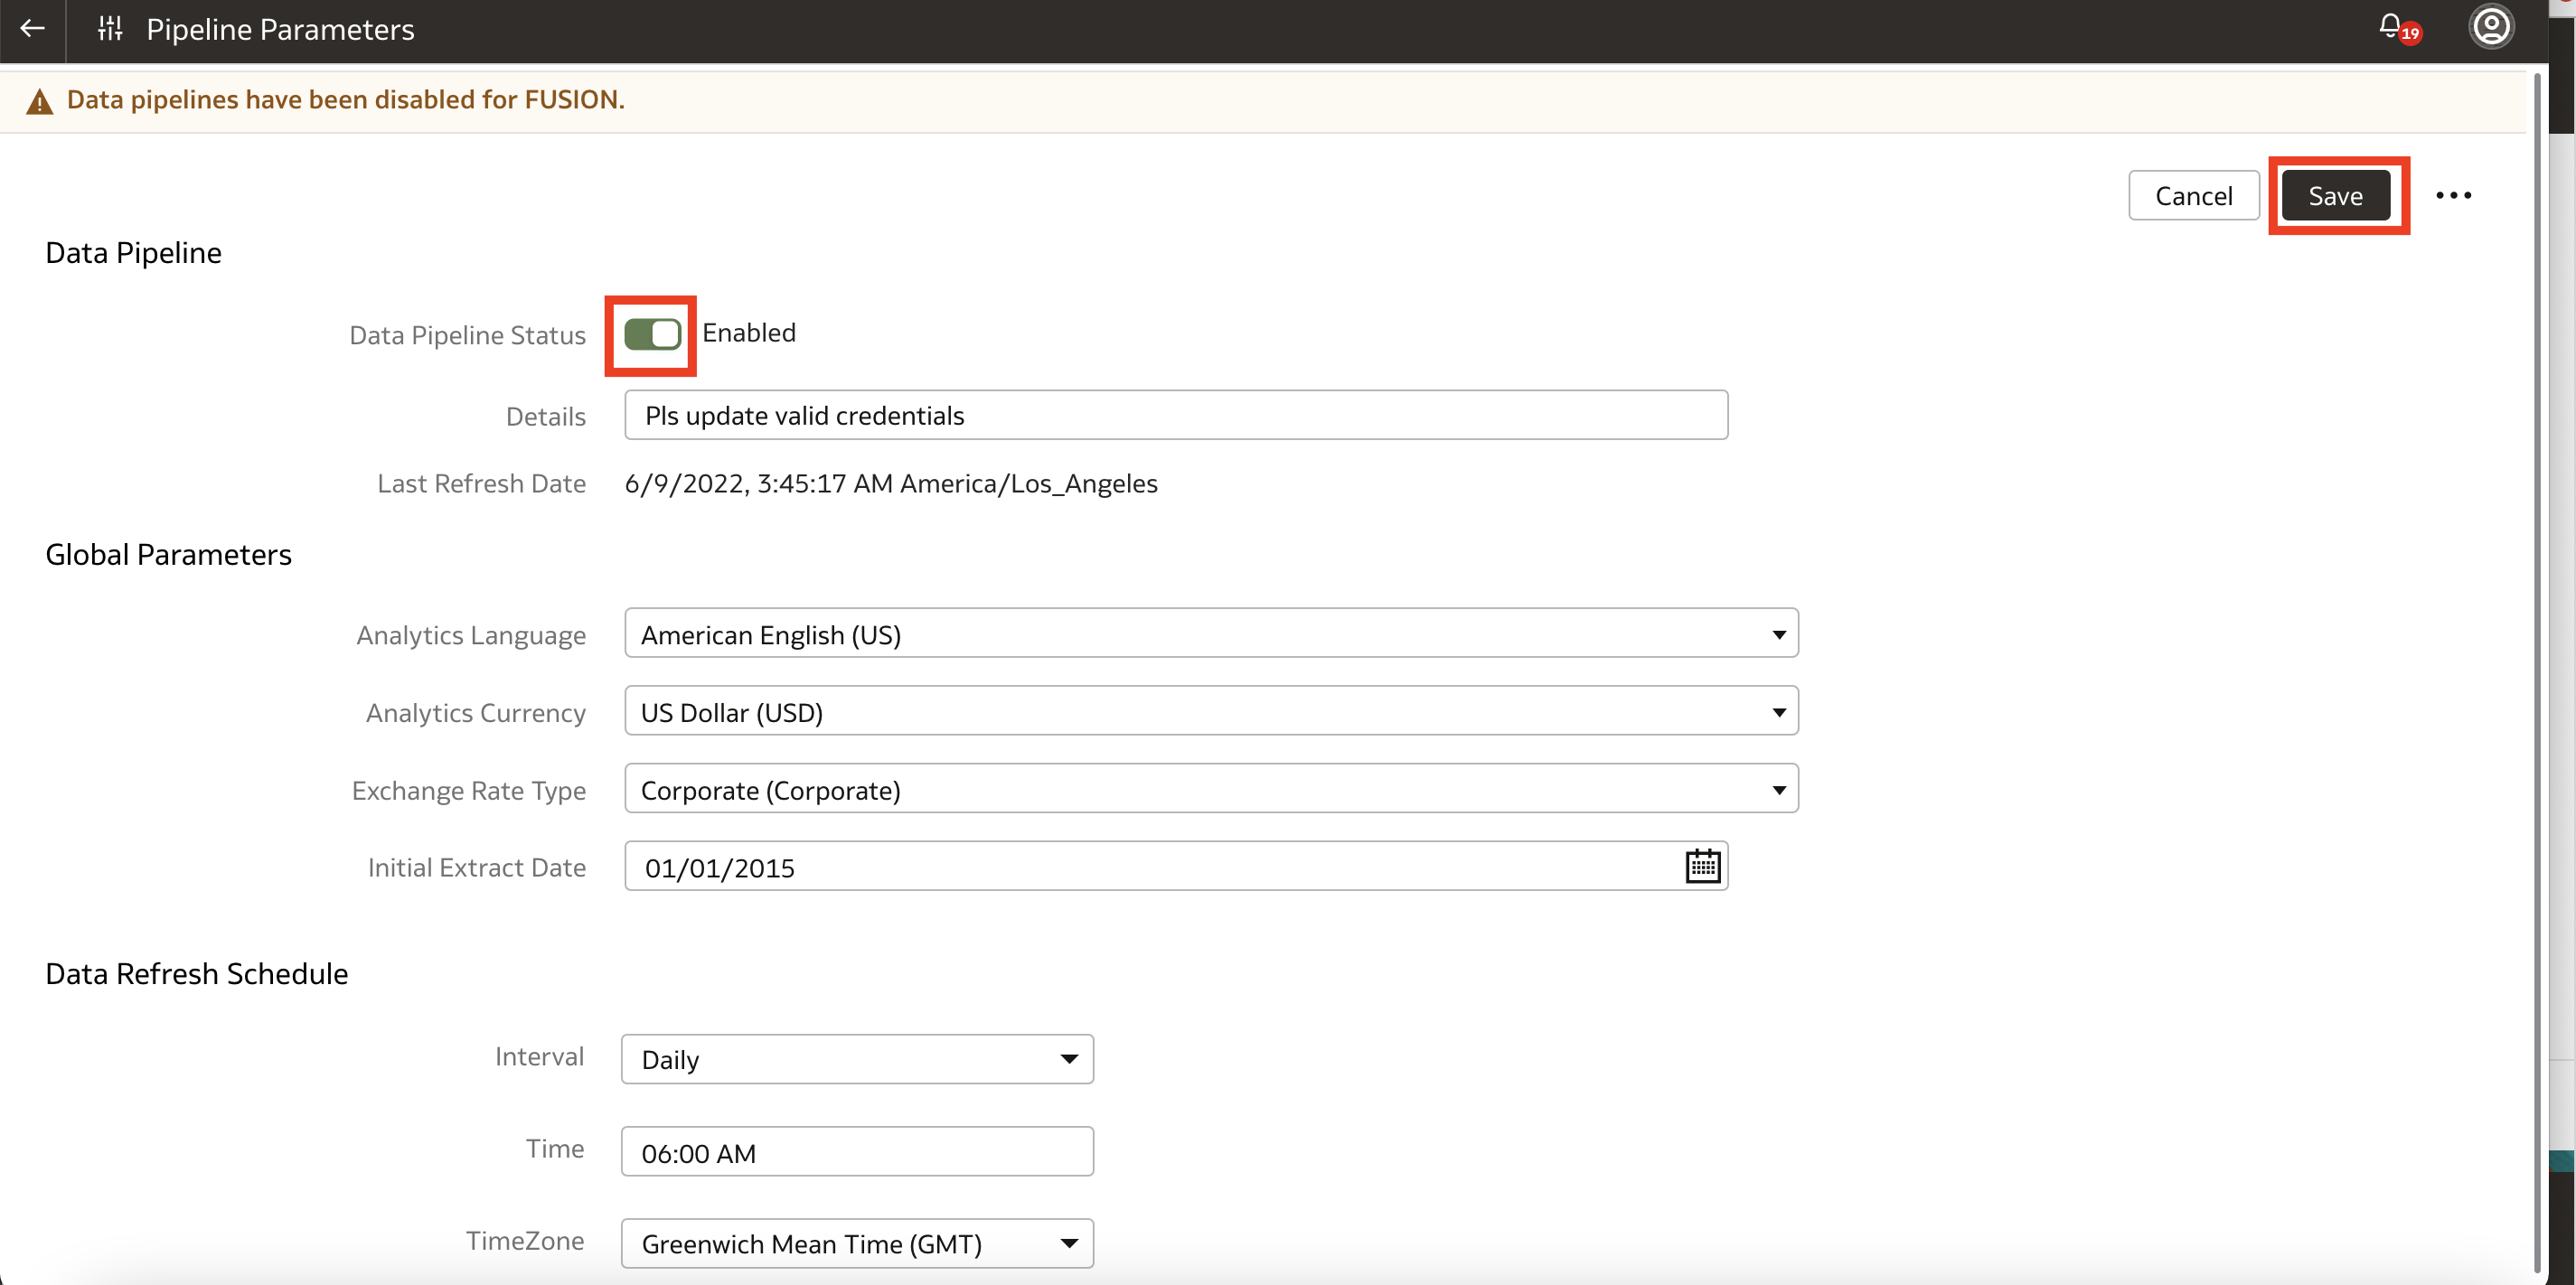 Pipeline Parameters
19
Data pipelines have been disabled for FUSION.
Cancel
Save
Data Pipeline
Data Pipeline Status
Enabled
Details
Pls update valid credentials
Last Refresh Date
6/9/2022, 3:45:17 AM America/Los_Angeles
Global Parameters
Analytics Language
American English (US)
Analytics Currency
US Dollar (USD)
Exchange Rate Type
Corporate (Corporate)
Initial Extract Date
01/01/2015
Data Refresh Schedule
Interval
Daily
Time
06:00 AM
TimeZone
Greenwich Mean Time (GMT)